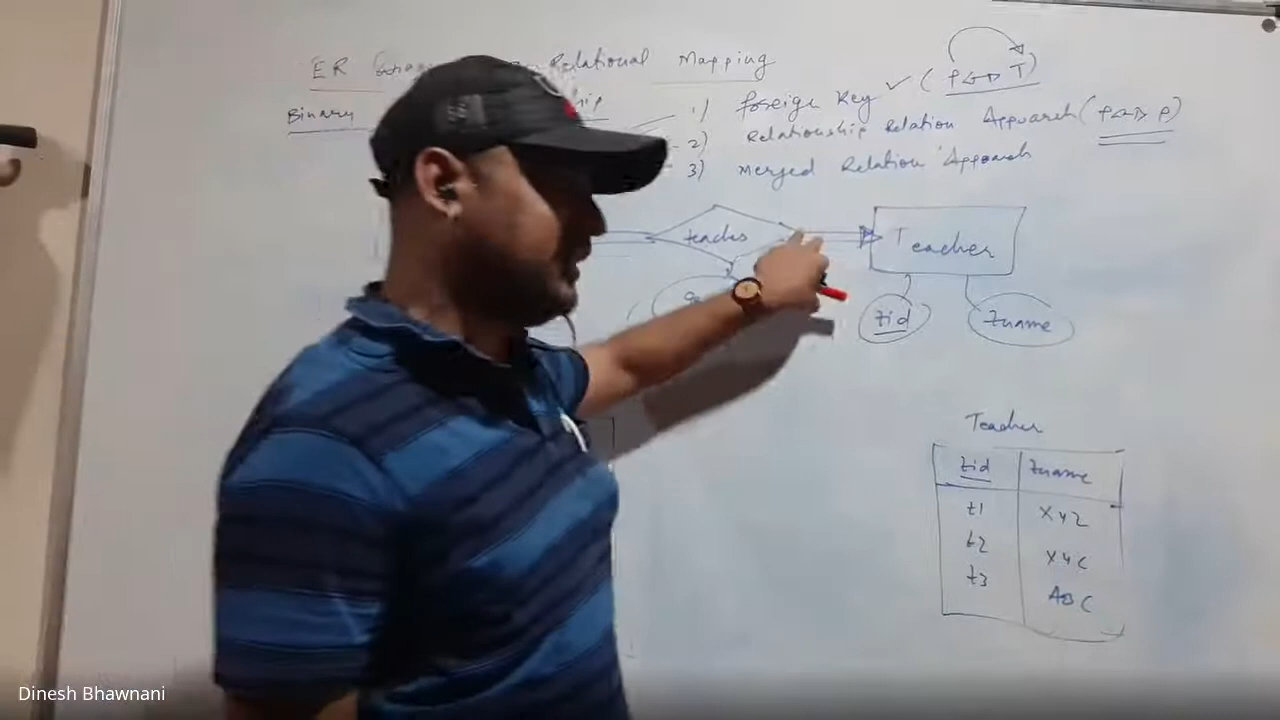 ER Relational Mapping
Binary
1) foreign Key ✓ (P T)
2) Relationship Relation Approach (P P)
3) Merged Relation Approach
teaches
Teacher
tid
tname
Teacher
tid tname
t1 XYZ
t2 XYC
t3 ABC
Dinesh Bhawnani